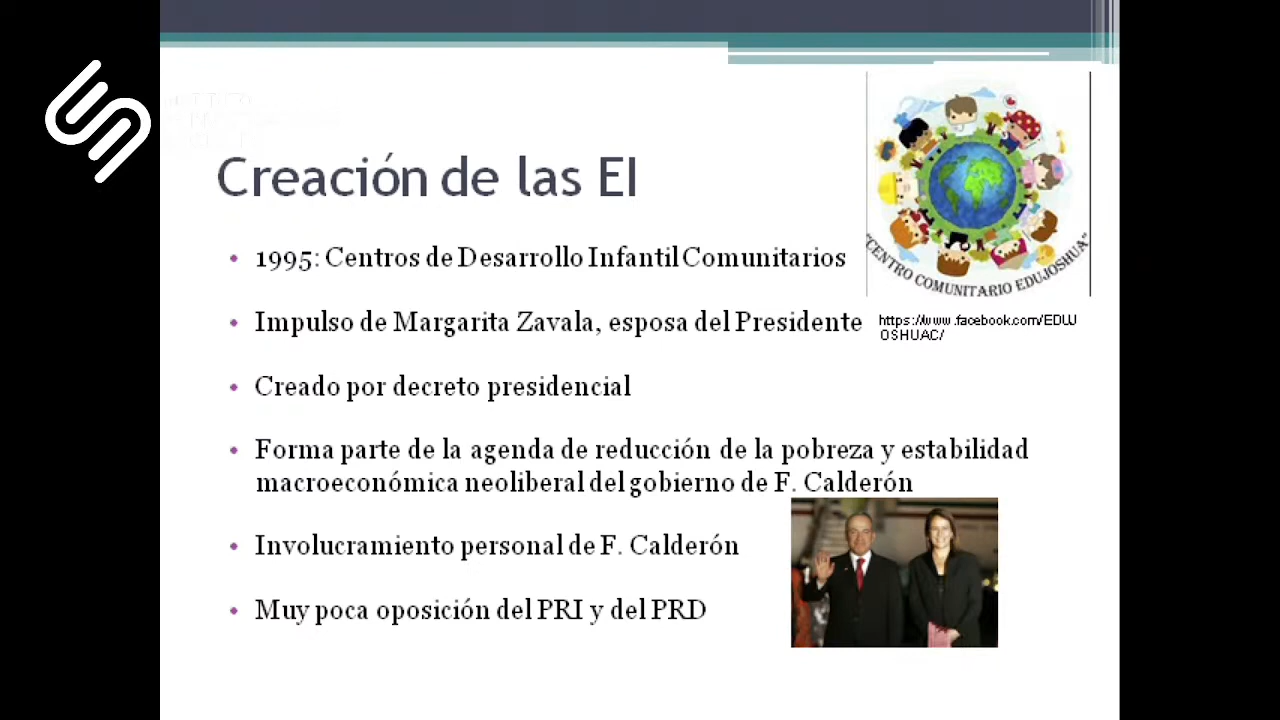 Creación de las EI
1995: Centros de Desarrollo Infantil Comunitarios
Impulso de Margarita Zavala, esposa del Presidente
Creado por decreto presidencial
Forma parte de la agenda de reducción de la pobreza y estabilidad
macroeconómica neoliberal del gobierno de F. Calderón
Involucramiento personal de F. Calderón
Muy poca oposición del PRI y del PRD
"CENTRO COMUNITARIO EDUJOSHUA"
https://www.facebook.com/EDUJ
OSHUAC/